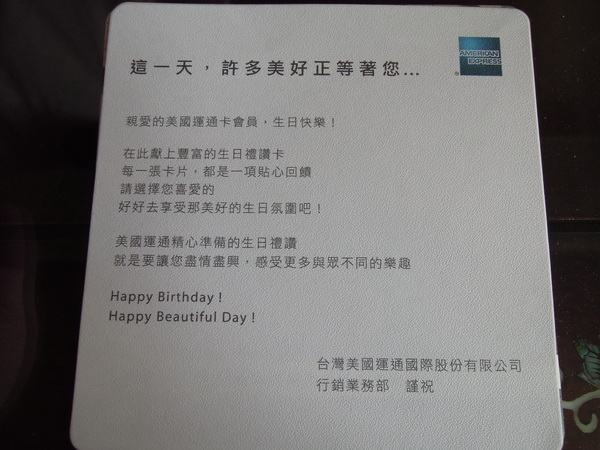 AMERICAN
EXPRESS
®
這一天，許多美好正等著您...
親愛的美國運通卡會員，生日快樂！
在此獻上豐富的生日禮讚卡
每一張卡片，都是一項貼心回饋
請選擇您喜愛的
好好去享受那美好的生日氛圍吧！
美國運通精心準備的生日禮讚
就是要讓您盡情盡興，感受更多與眾不同的樂趣
Happy Birthday！
Happy Beautiful Day！
台灣美國運通國際股份有限公司
行銷業務部　謹祝